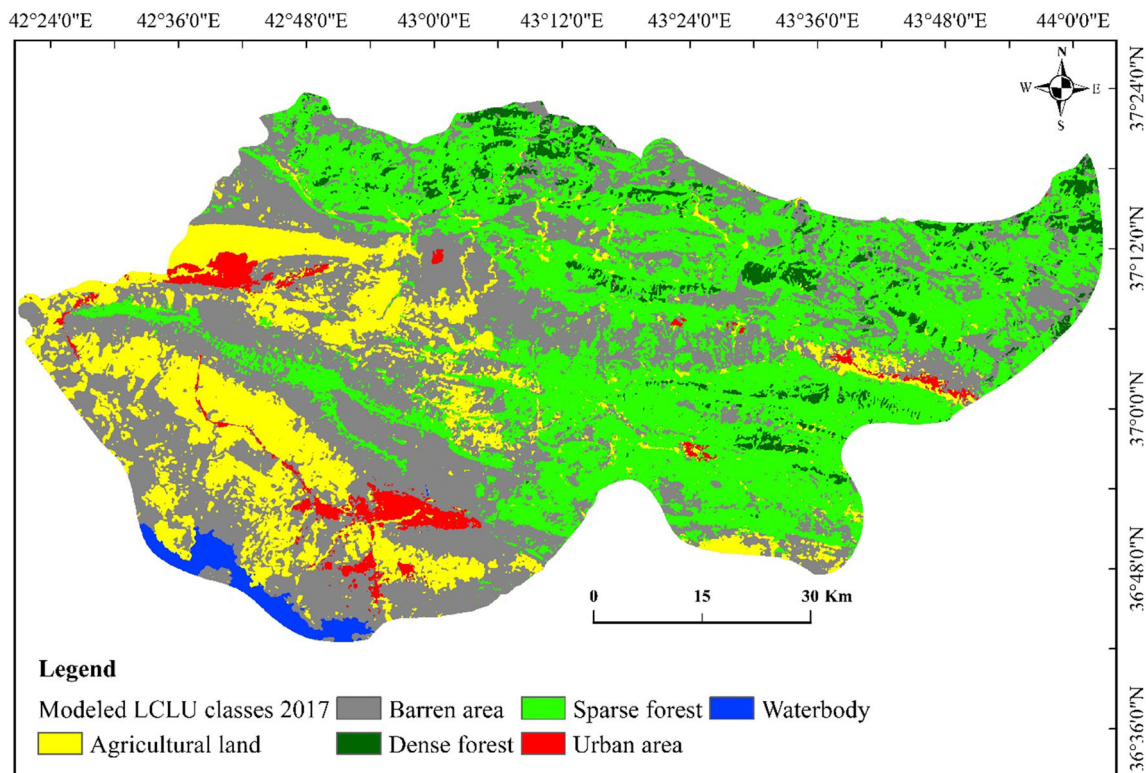 42°24'0"E 42°36'0"E 42°48'0"E 43°0'0"E 43°12'0"E 43°24'0"E 43°36'0"E 43°48'0"E 44°0'0"E
N
W E
S
37°24'0"N
37°12'0"N
37°0'0"N
36°48'0"N
36°36'0"N
0 15 30 Km
Legend
Modeled LCLU classes 2017 Barren area Sparse forest Waterbody
Agricultural land Dense forest Urban area